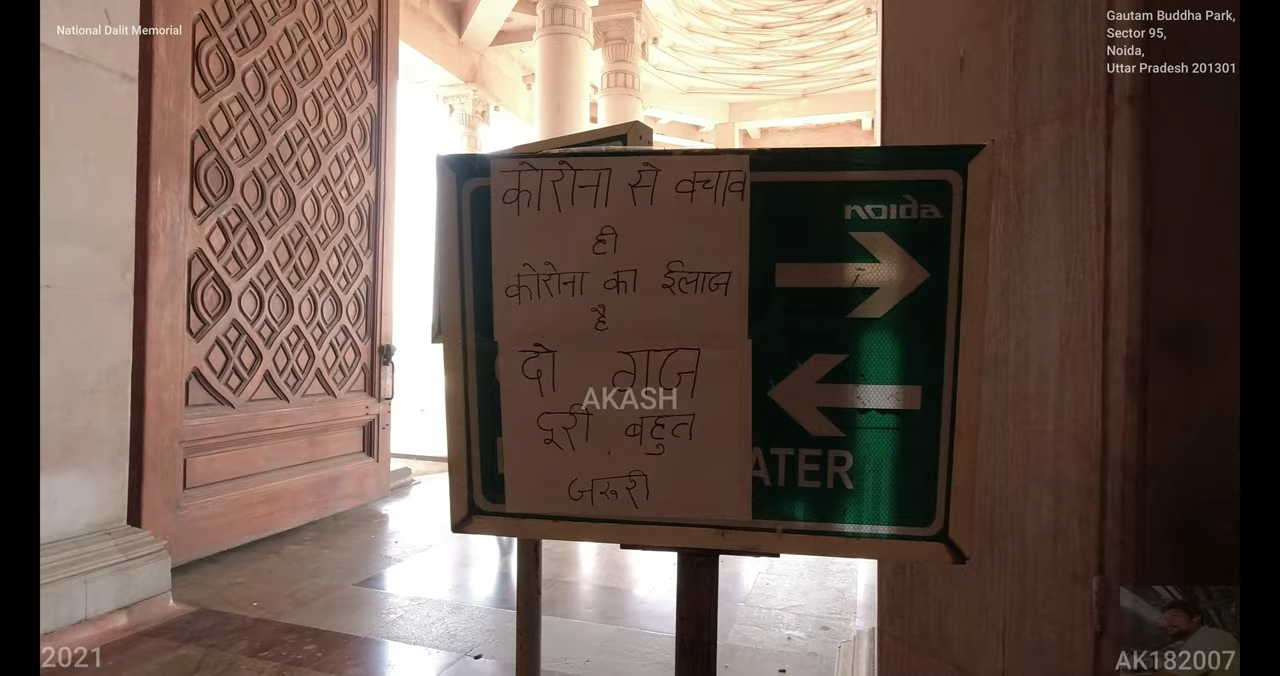 National Dalit Memorial
Gautam Buddha Park,
Sector 95,
Noida,
Uttar Pradesh 201301
कोरोना से बचाव
ही
कोरोना का ईलाज
है
दो गज
AKASH
दूरी बहुत
जरूरी
noida
ATER
2021
AK182007